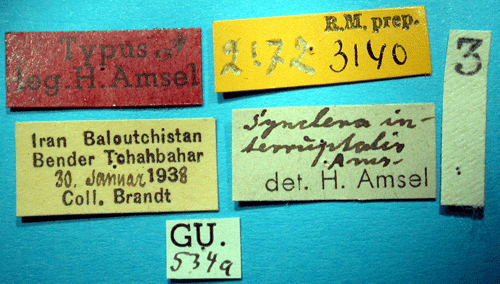 Typus
leg. H. Amsel
R.M. prep.
2172 3140
3
Iran Baloutchistan
Bender Tchahbahar
30. Januar 1938
Coll. Brandt
Synclera in-
terruptalis
Ams.
det. H. Amsel
GU.
534a